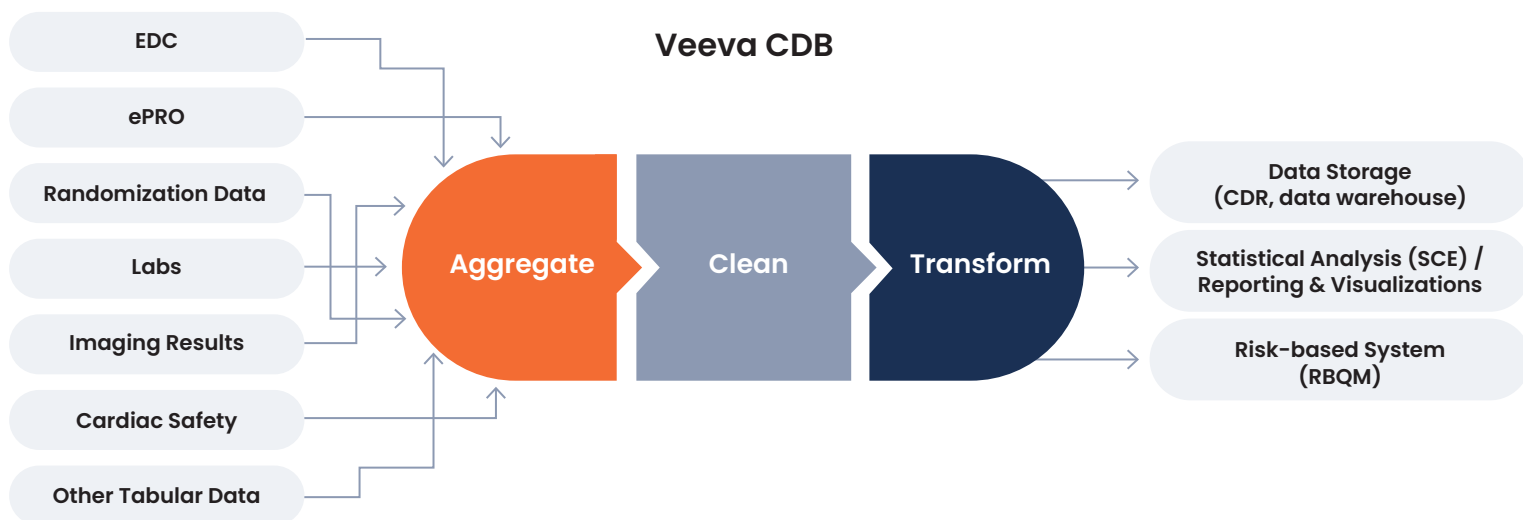 Veeva CDB
EDC
ePRO
Randomization Data
Labs
Imaging Results
Cardiac Safety
Other Tabular Data
Aggregate
Clean
Transform
Data Storage
(CDR, data warehouse)
Statistical Analysis (SCE) /
Reporting & Visualizations
Risk-based System
(RBQM)